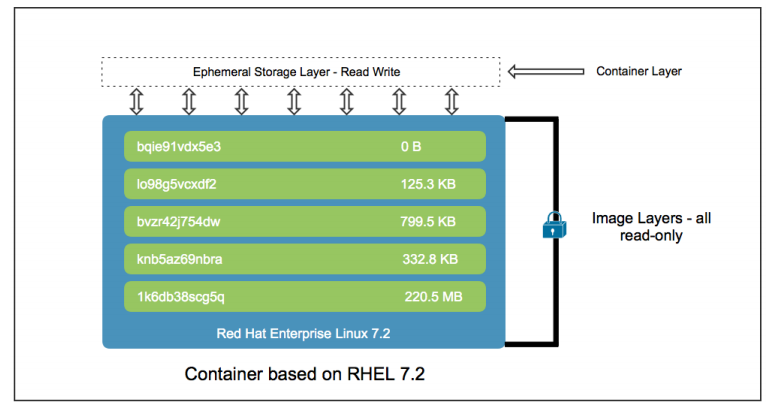 Ephemeral Storage Layer - Read Write
Container Layer
bqie91vdx5e3 0 B
lo98g5vcxdf2 125.3 KB
bvzr42j754dw 799.5 KB
knb5az69nbra 332.8 KB
1k6db38scg5q 220.5 MB
Image Layers - all
read-only
Red Hat Enterprise Linux 7.2
Container based on RHEL 7.2